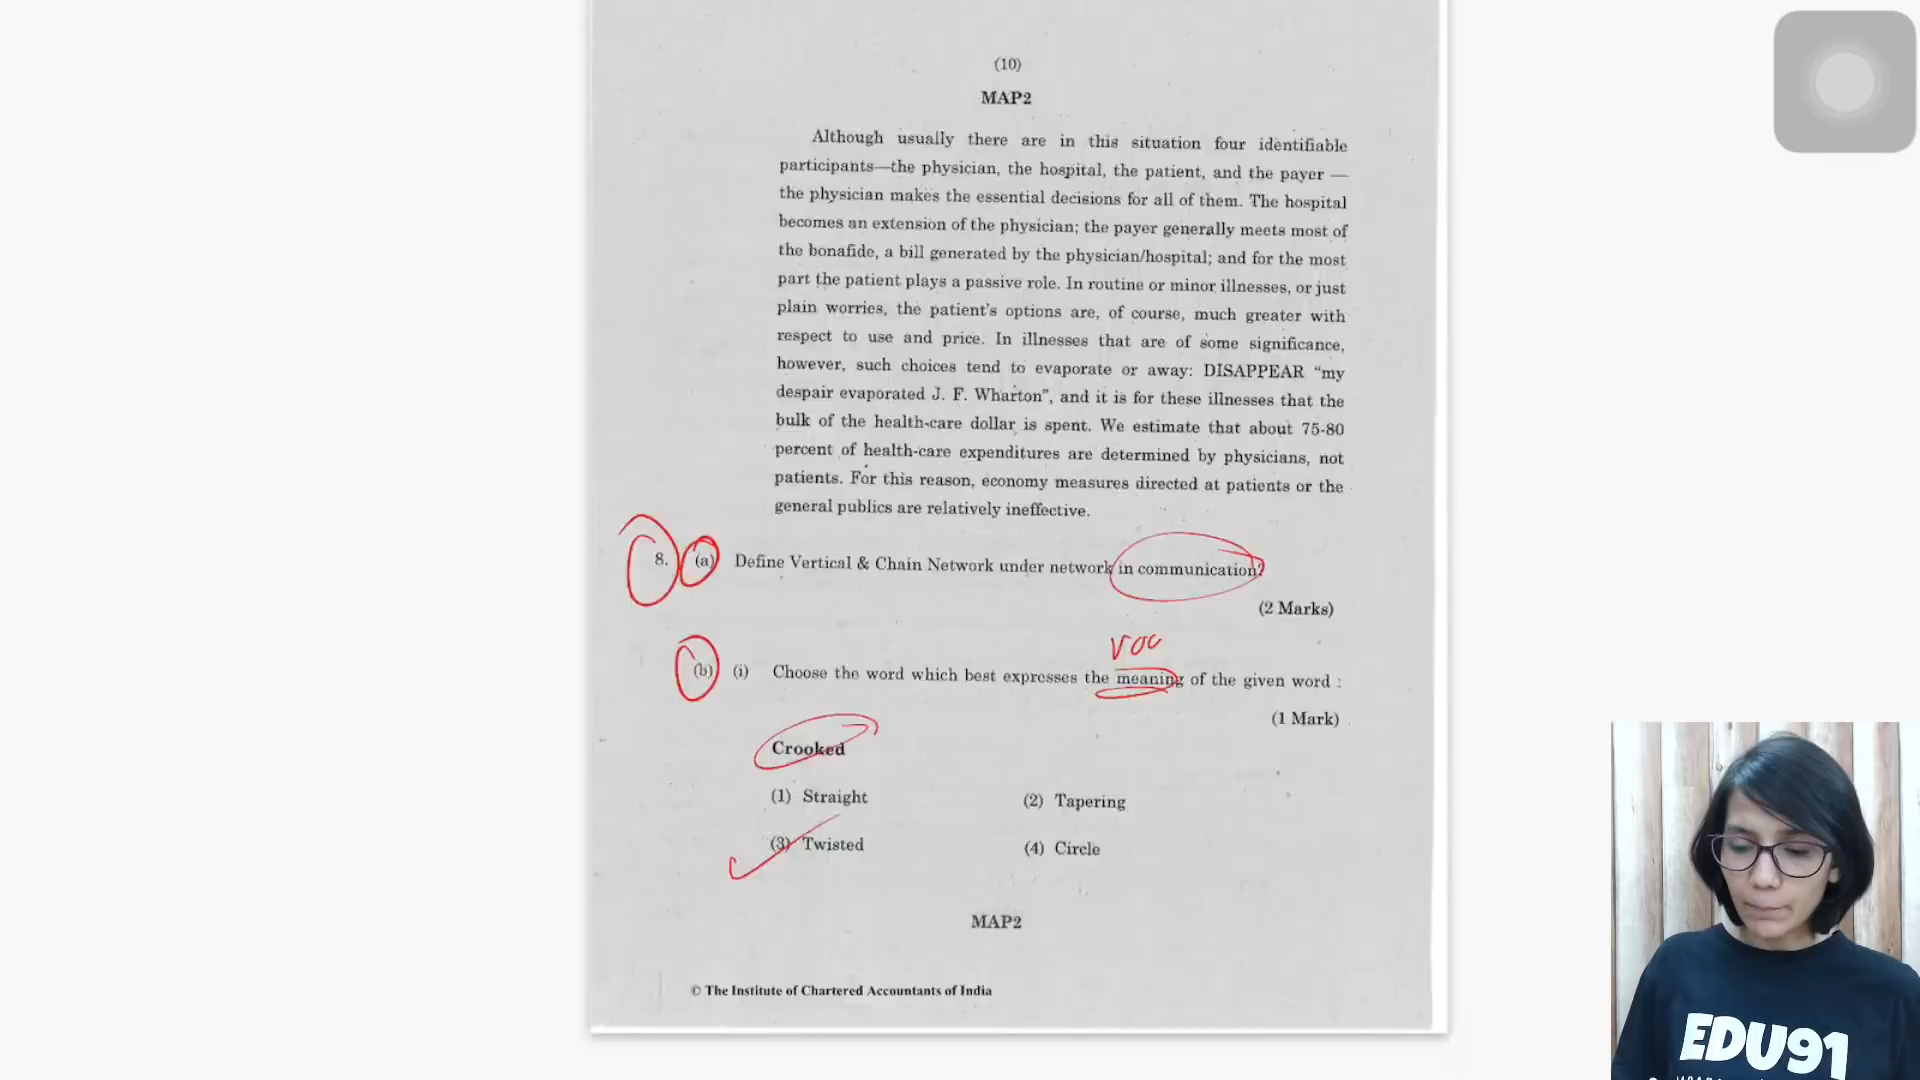 (10)
MAP2
Although usually there are in this situation four identifiable
participants—the physician, the hospital, the patient, and the payer —
the physician makes the essential decisions for all of them. The hospital
becomes an extension of the physician; the payer generally meets most of
the bonafide, a bill generated by the physician/hospital; and for the most
part the patient plays a passive role. In routine or minor illnesses, or just
plain worries, the patient's options are, of course, much greater with
respect to use and price. In illnesses that are of some significance,
however, such choices tend to evaporate or away: DISAPPEAR “my
despair evaporated J. F. Wharton”, and it is for these illnesses that the
bulk of the health-care dollar is spent. We estimate that about 75-80
percent of health-care expenditures are determined by physicians, not
patients. For this reason, economy measures directed at patients or the
general publics are relatively ineffective.
8. (a) Define Vertical & Chain Network under network in communication?
(2 Marks)
voc
(b) (i) Choose the word which best expresses the meaning of the given word :
(1 Mark)
Crooked
(1) Straight (2) Tapering
(3) Twisted (4) Circle
MAP2
© The Institute of Chartered Accountants of India
EDU91